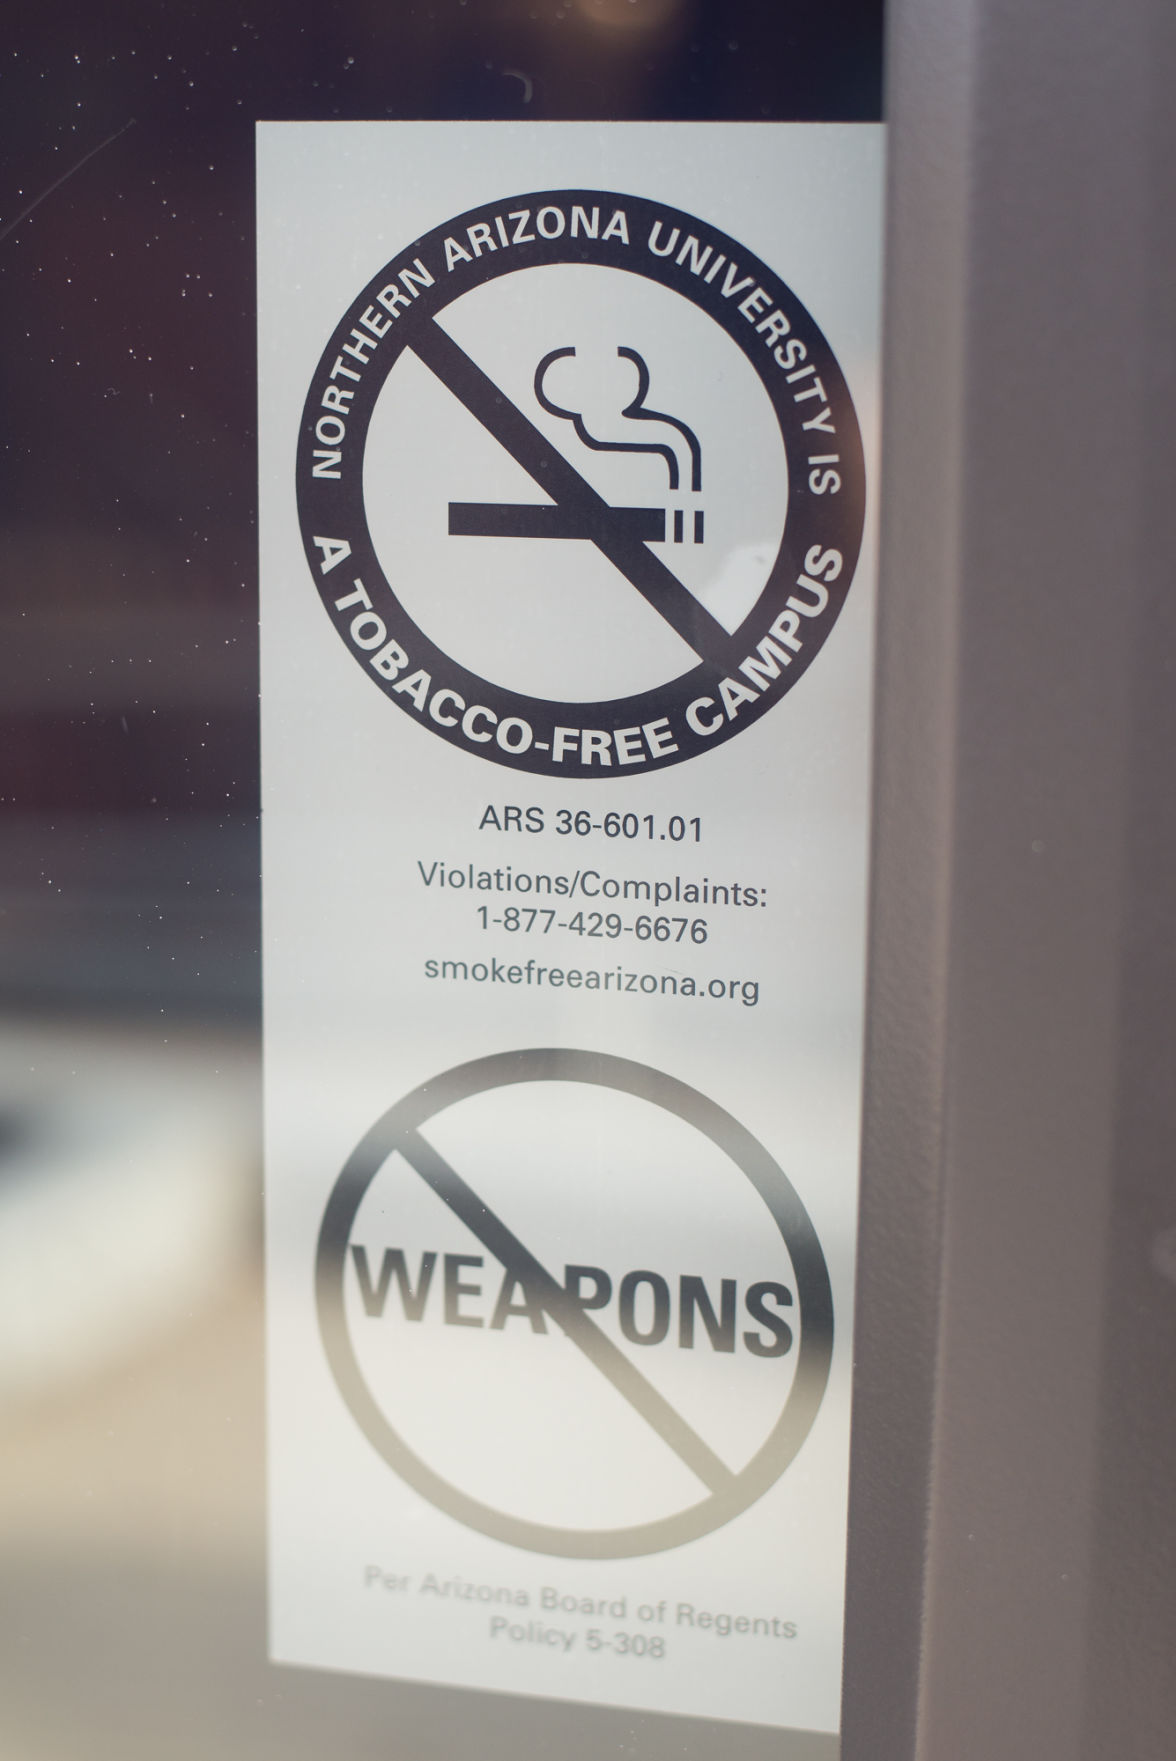 NORTHERN ARIZONA UNIVERSITY IS
A TOBACCO-FREE CAMPUS
ARS 36-601.01
Violations/Complaints:
1-877-429-6676
smokefreearizona.org
WEAPONS
Per Arizona Board of Regents
Policy 5-308